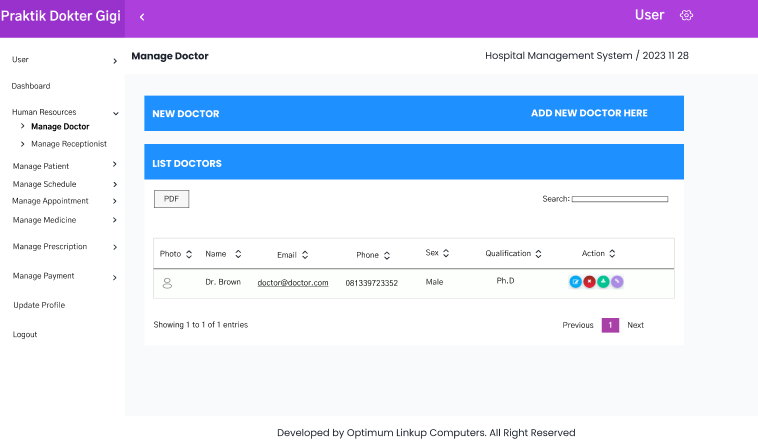 Praktik Dokter Gigi
User
Manage Doctor
Hospital Management System / 2023 11 28
User
Dashboard
Human Resources
Manage Doctor
Manage Receptionist
Manage Patient
Manage Schedule
Manage Appointment
Manage Medicine
Manage Prescription
Manage Payment
Update Profile
Logout
NEW DOCTOR
ADD NEW DOCTOR HERE
LIST DOCTORS
PDF
Search:
Photo Name Email Phone Sex Qualification Action
Dr. Brown doctor@doctor.com 081339723352 Male Ph.D
Showing 1 to 1 of 1 entries
Previous 1 Next
Developed by Optimum Linkup Computers. All Right Reserved